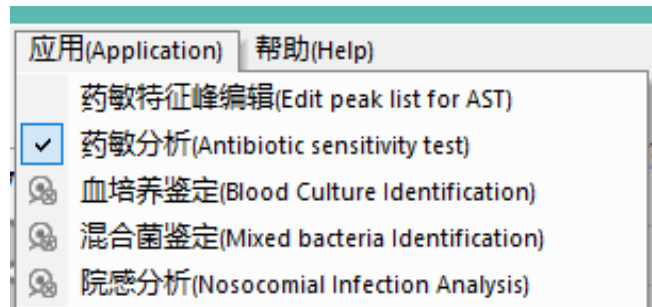 应用(Application) 帮助(Help)
药敏特征峰编辑(Edit peak list for AST)
药敏分析(Antibiotic sensitivity test)
血培养鉴定(Blood Culture Identification)
混合菌鉴定(Mixed bacteria Identification)
院感分析(Nosocomial Infection Analysis)